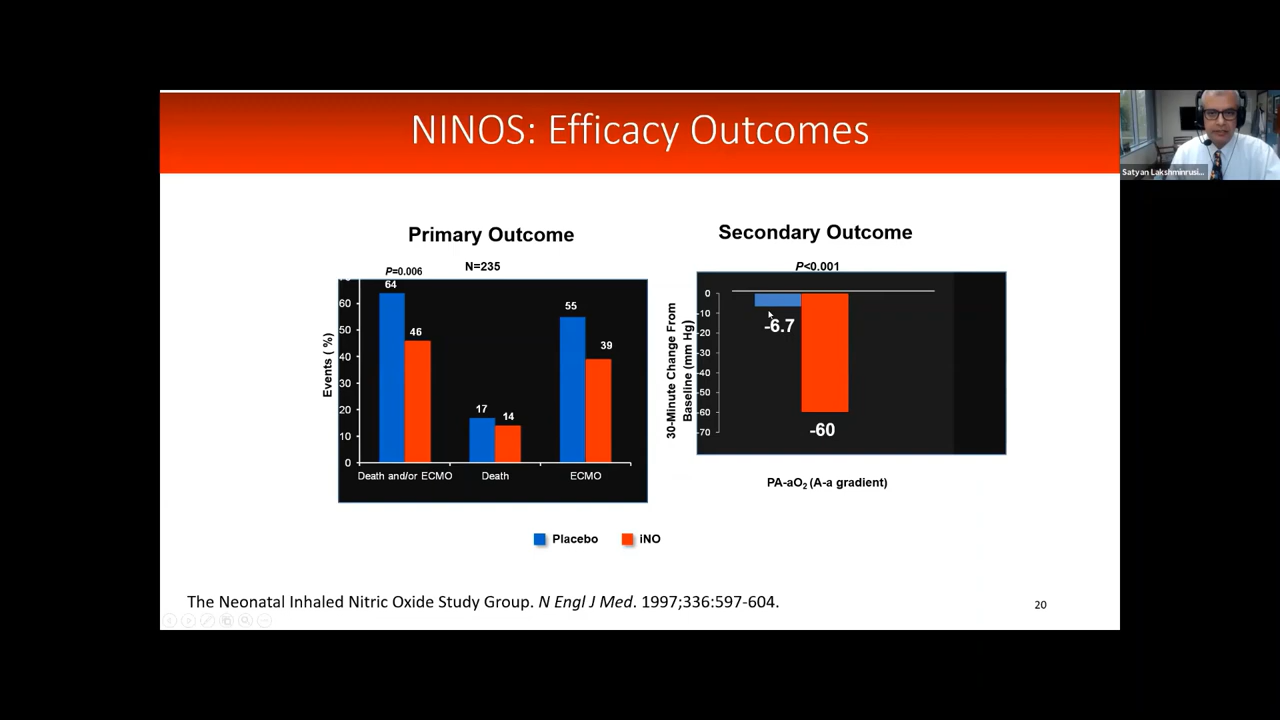 NINOS: Efficacy Outcomes
Satyan Lakshminrusi...
Primary Outcome
P=0.006
N=235
Events ( %)
60
50
40
30
20
10
0
64
46
17
14
55
39
Death and/or ECMO
Death
ECMO
Secondary Outcome
P<0.001
30-Minute Change From
Baseline (mm Hg)
0
-10
-20
-30
-40
-50
-60
-70
-6.7
-60
PA-aO2 (A-a gradient)
Placebo
iNO
The Neonatal Inhaled Nitric Oxide Study Group. N Engl J Med. 1997;336:597-604.
20